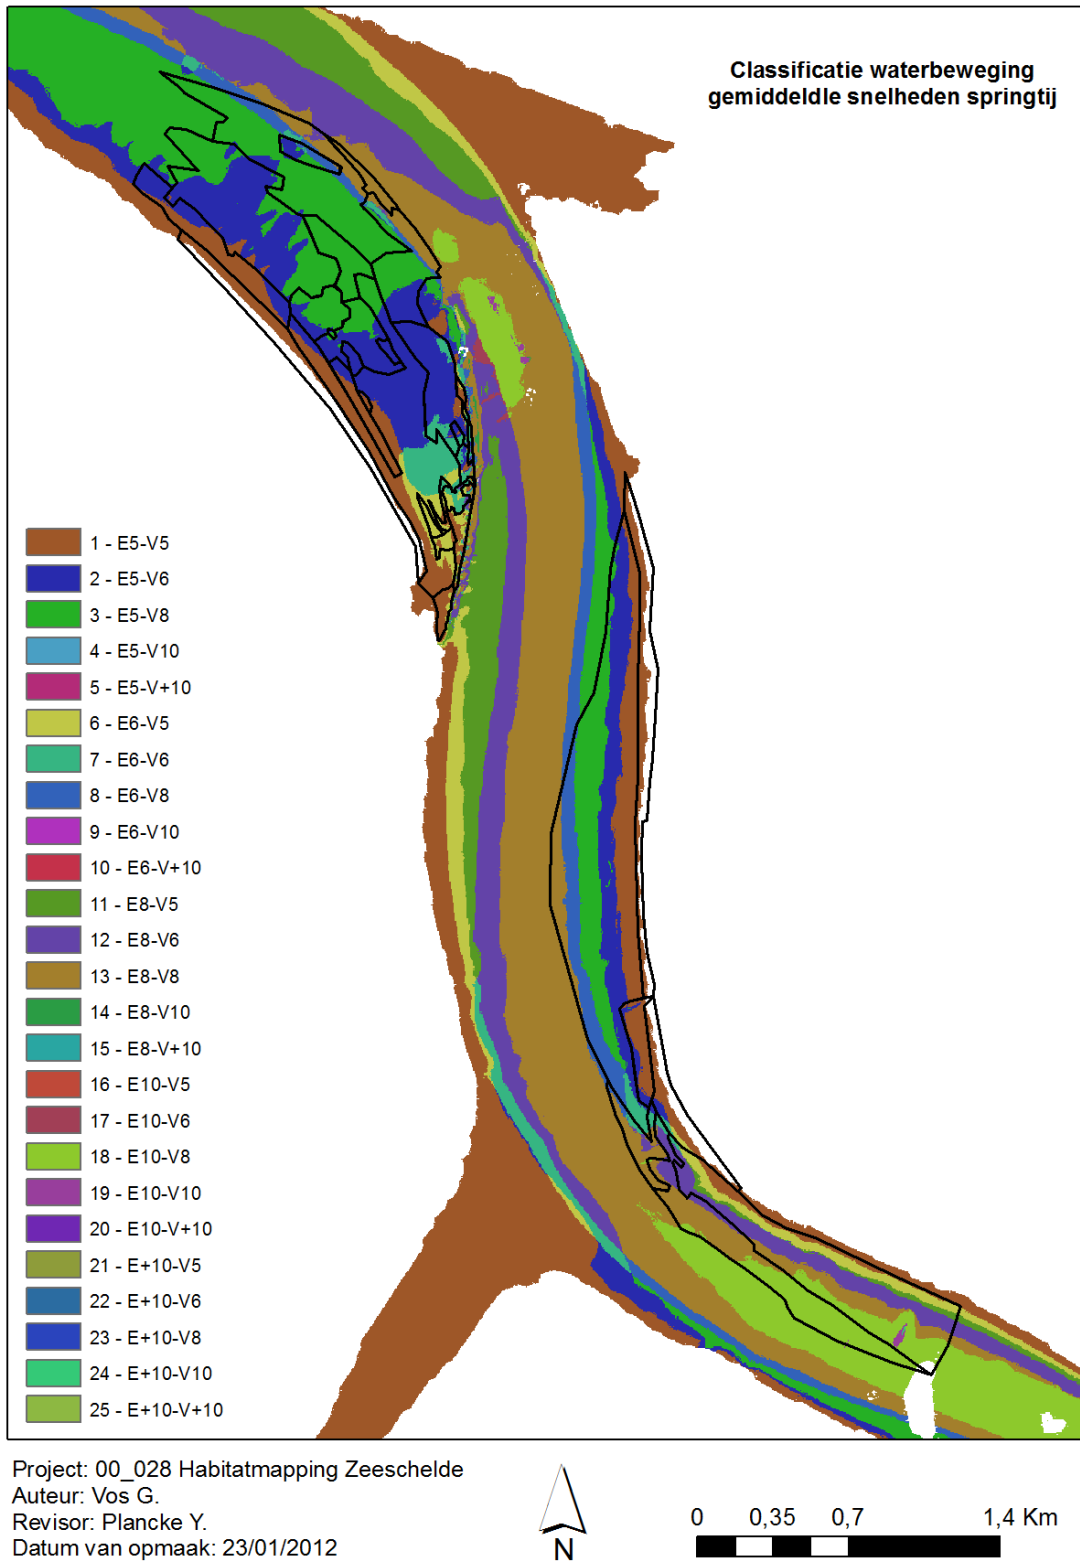 Classificatie waterbeweging
gemiddeldle snelheden springtij
1 - E5-V5
2 - E5-V6
3 - E5-V8
4 - E5-V10
5 - E5-V+10
6 - E6-V5
7 - E6-V6
8 - E6-V8
9 - E6-V10
10 - E6-V+10
11 - E8-V5
12 - E8-V6
13 - E8-V8
14 - E8-V10
15 - E8-V+10
16 - E10-V5
17 - E10-V6
18 - E10-V8
19 - E10-V10
20 - E10-V+10
21 - E+10-V5
22 - E+10-V6
23 - E+10-V8
24 - E+10-V10
25 - E+10-V+10
Project: 00_028 Habitatmapping Zeeschelde
Auteur: Vos G.
Revisor: Plancke Y.
Datum van opmaak: 23/01/2012
N
0 0,35 0,7 1,4 Km